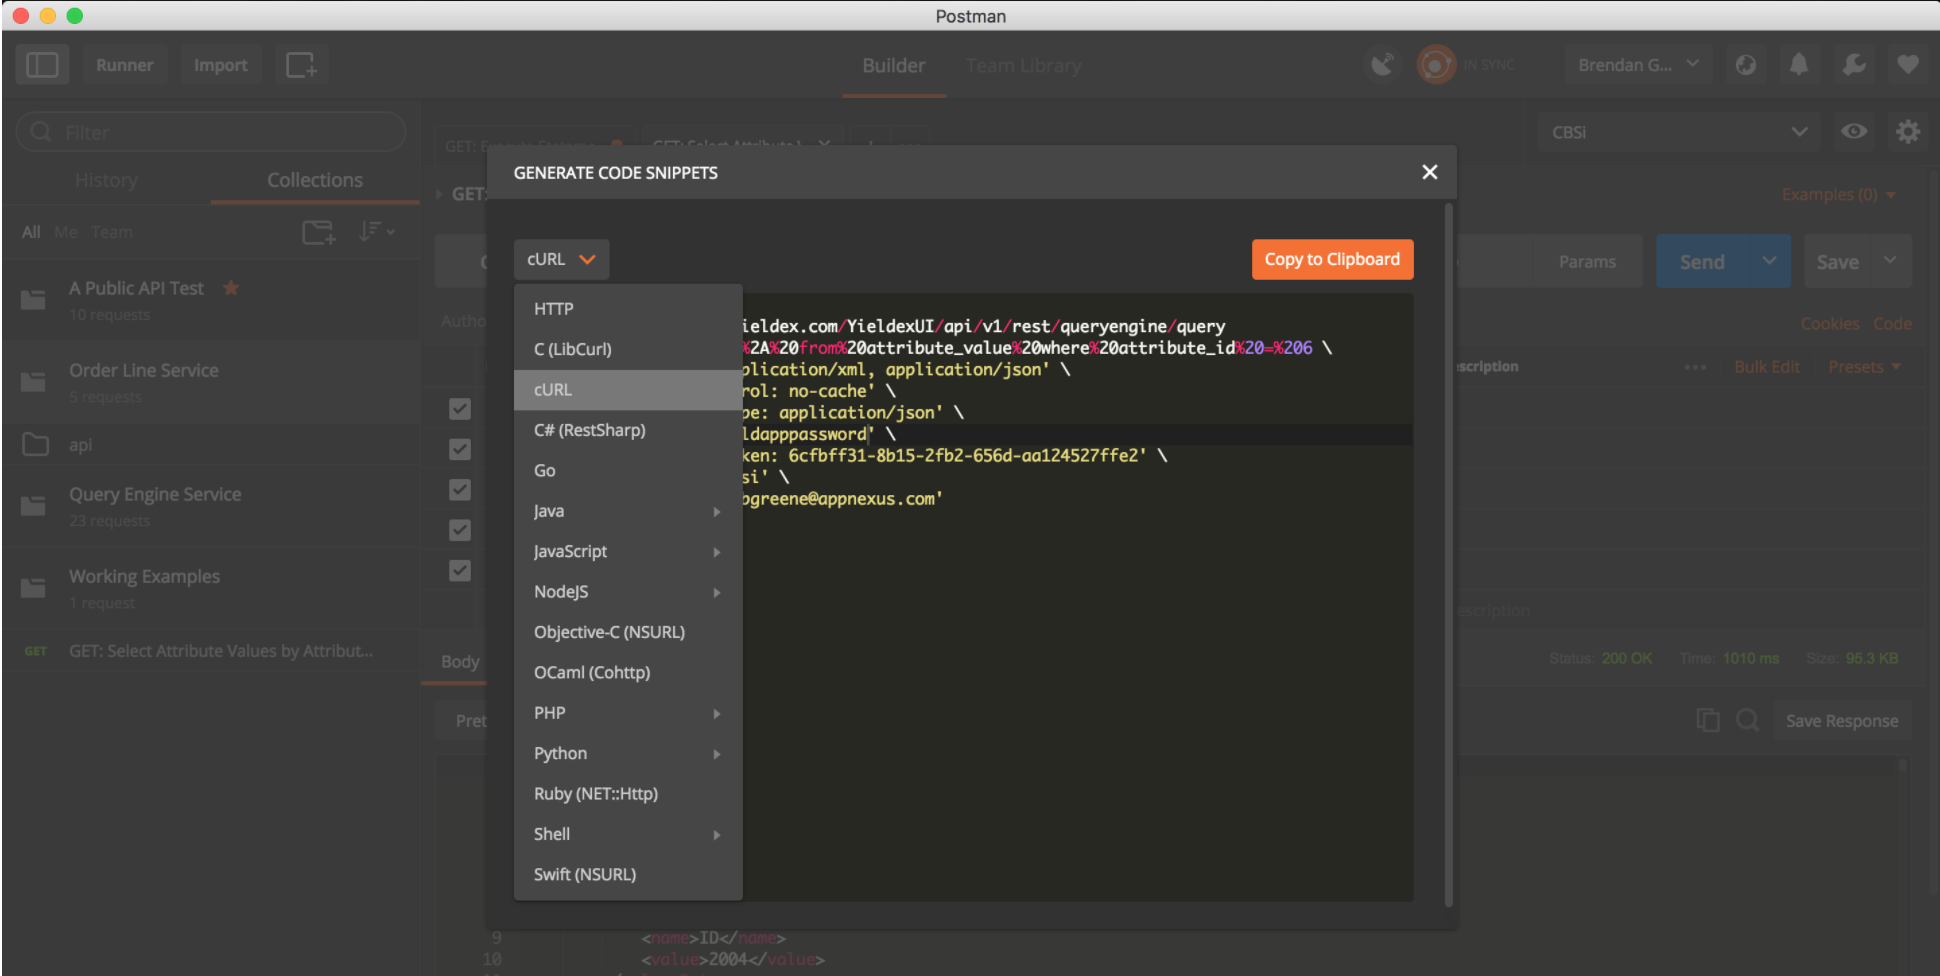 Postman
Runner
Import
Builder
Team Library
IN SYNC
Brendan G...
Filter
CBSi
History
Collections
GET:
Examples (0)
All Me Team
A Public API Test
10 requests
Order Line Service
5 requests
api
Query Engine Service
23 requests
Working Examples
1 request
GET GET: Select Attribute Values by Attribut...
GENERATE CODE SNIPPETS
cURL
Copy to Clipboard
HTTP
C (LibCurl)
cURL
C# (RestSharp)
Go
Java
JavaScript
NodeJS
Objective-C (NSURL)
OCaml (Cohttp)
PHP
Python
Ruby (NET::Http)
Shell
Swift (NSURL)
ieldex.com/YieldexUI/api/v1/rest/queryengine/query
%2A%20from%20attribute_value%20where%20attribute_id%20=%206 \
plication/xml, application/json' \
rol: no-cache' \
pe: application/json' \
ldapppassword' \
ken: 6cfbff31-8b15-2fb2-656d-aa124527ffe2' \
si' \
bgreene@appnexus.com'
Params
Send
Save
Autho
Cookies Code
scription
Bulk Edit
Presets
escription
Body
Status: 200 OK Time: 1010 ms Size: 95.3 KB
Pret
Save Response
9 <name>ID</name>
10 <value>2004</value>